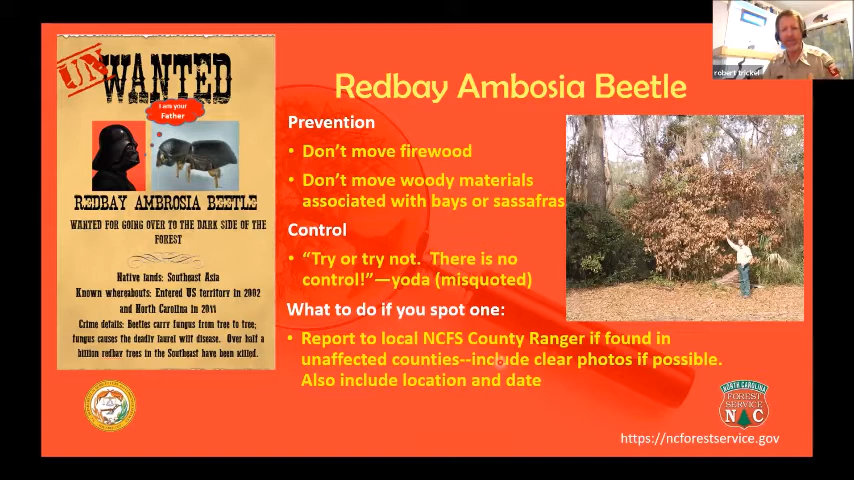 robert trickel
UNWANTED
I am your
Father
REDBAY AMBROSIA BEETLE
WANTED FOR GOING OVER TO THE DARK SIDE OF THE
FOREST
Native lands: Southeast Asia
Known whereabouts: Entered US territory in 2002
and North Carolina in 2011
Crime details: Beetles carry fungus from tree to tree;
fungus causes the deadly laurel wilt disease. Over half a
billion redbay trees in the Southeast have been killed.
Redbay Ambosia Beetle
Prevention
• Don't move firewood
• Don't move woody materials
associated with bays or sassafras
Control
• “Try or try not. There is no
control!”—yoda (misquoted)
What to do if you spot one:
• Report to local NCFS County Ranger if found in
unaffected counties--include clear photos if possible.
Also include location and date
NORTH CAROLINA
FOREST
SERVICE
N C
https://ncforestservice.gov